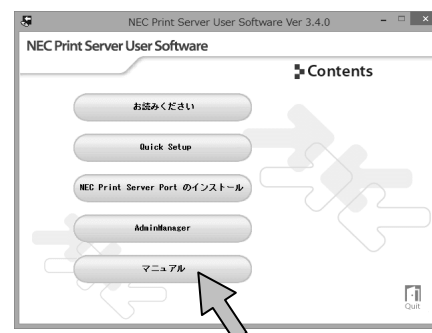 NEC Print Server User Software Ver 3.4.0
NEC Print Server User Software
Contents
お読みください
Quick Setup
NEC Print Server Port のインストール
AdminManager
マニュアル
Quit